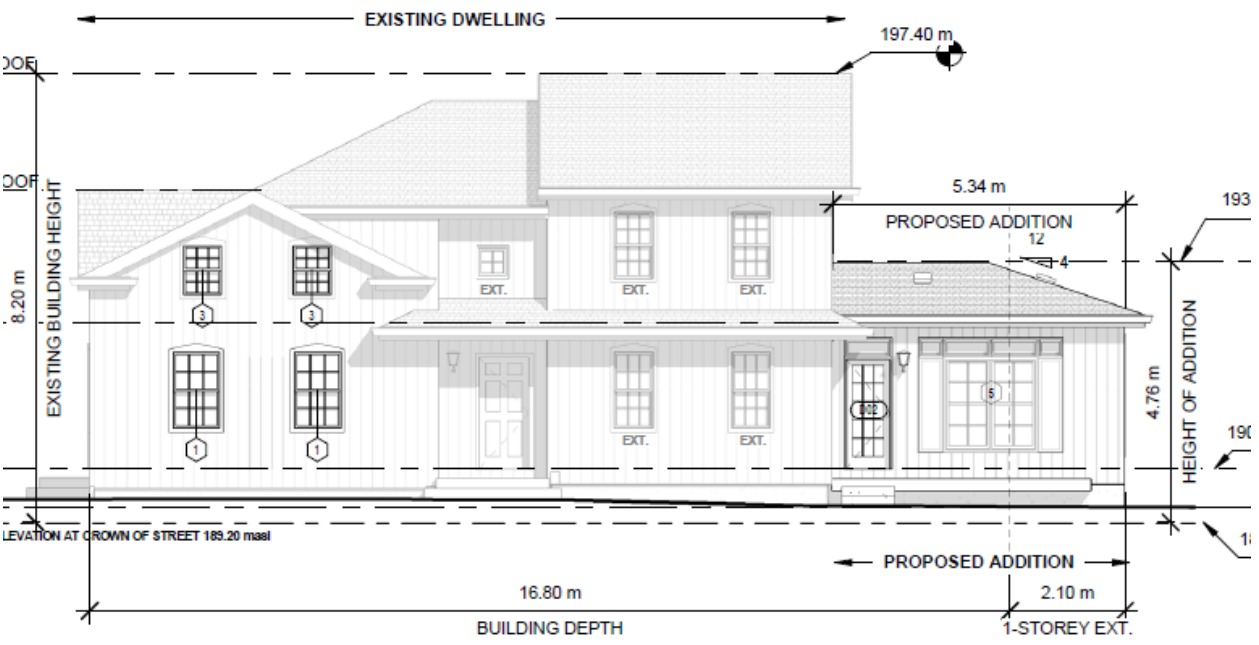 EXISTING DWELLING
197.40 m
OOF
OOF
5.34 m
193
PROPOSED ADDITION
12
4
EXISTING BUILDING HEIGHT
8.20 m
EXT.
EXT.
EXT.
3
3
HEIGHT OF ADDITION
4.76 m
D02
5
EXT.
EXT.
1
1
190
LEVATION AT CROWN OF STREET 189.20 masl
18
PROPOSED ADDITION
16.80 m
2.10 m
BUILDING DEPTH
1-STOREY EXT.